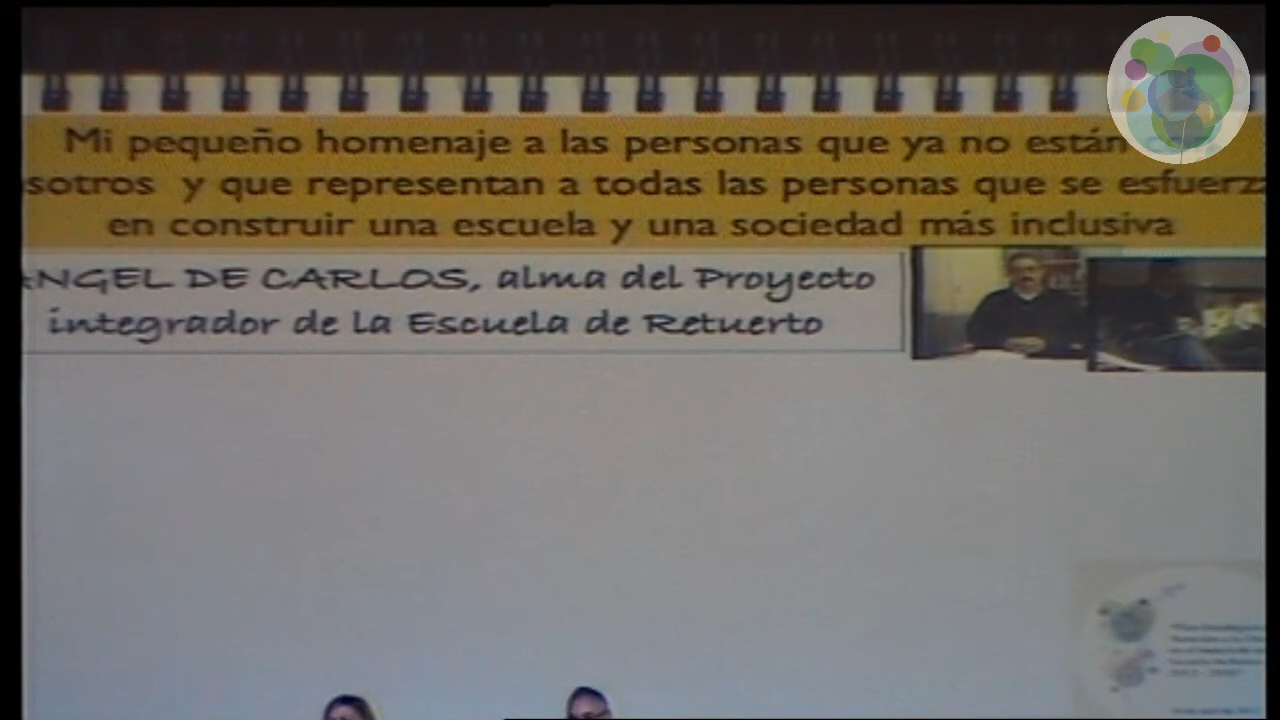 Mi pequeño homenaje a las personas que ya no están
sotros y que representan a todas las personas que se esfuerz
en construir una escuela y una sociedad más inclusiva
ANGEL DE CARLOS, alma del Proyecto
integrador de la Escuela de Retuerto